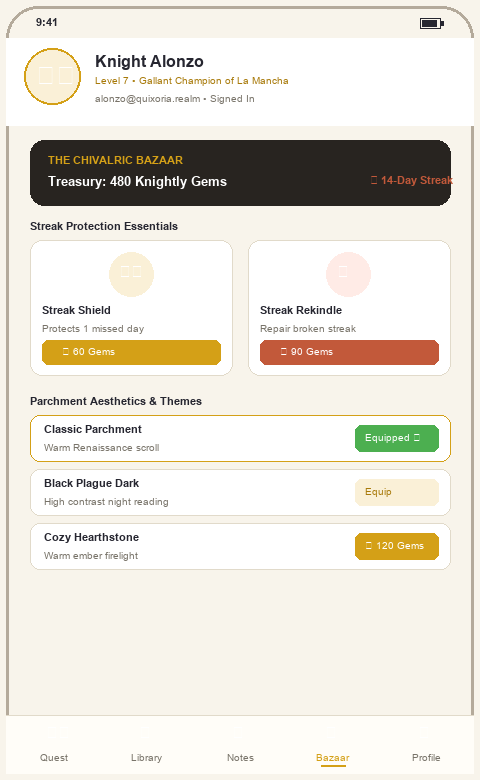 9:41
Knight Alonzo
Level 7 • Gallant Champion of La Mancha
alonzo@quixoria.realm • Signed In
THE CHIVALRIC BAZAAR
Treasury: 480 Knightly Gems
14-Day Streak
Streak Protection Essentials
Streak Shield
Protects 1 missed day
60 Gems
Streak Rekindle
Repair broken streak
90 Gems
Parchment Aesthetics & Themes
Classic Parchment
Warm Renaissance scroll
Equipped
Black Plague Dark
High contrast night reading
Equip
Cozy Hearthstone
Warm ember firelight
120 Gems
Quest
Library
Notes
Bazaar
Profile